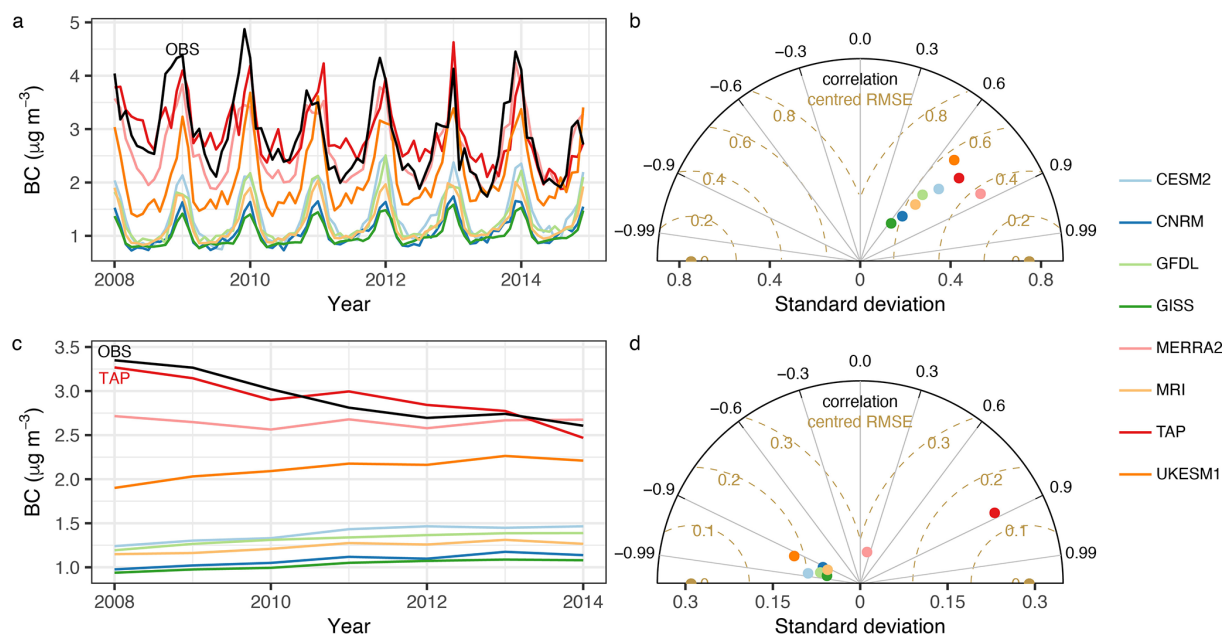 a
OBS
5
4
3
2
1
BC (μg m−3)
2008
2010
2012
2014
Year
b
0.0
−0.3
0.3
−0.6
0.6
−0.9
0.9
−0.99
0.99
correlation
centred RMSE
0.8
0.8
0.6
0.6
0.4
0.4
0.2
0.2
0
0
0.8
0.4
0
0.4
0.8
Standard deviation
c
OBS
TAP
3.5
3.0
2.5
2.0
1.5
1.0
BC (μg m−3)
2008
2010
2012
2014
Year
d
0.0
−0.3
0.3
−0.6
0.6
−0.9
0.9
−0.99
0.99
correlation
centred RMSE
0.3
0.3
0.2
0.2
0.1
0.1
0
0
0.3
0.15
0
0.15
0.3
Standard deviation
CESM2
CNRM
GFDL
GISS
MERRA2
MRI
TAP
UKESM1